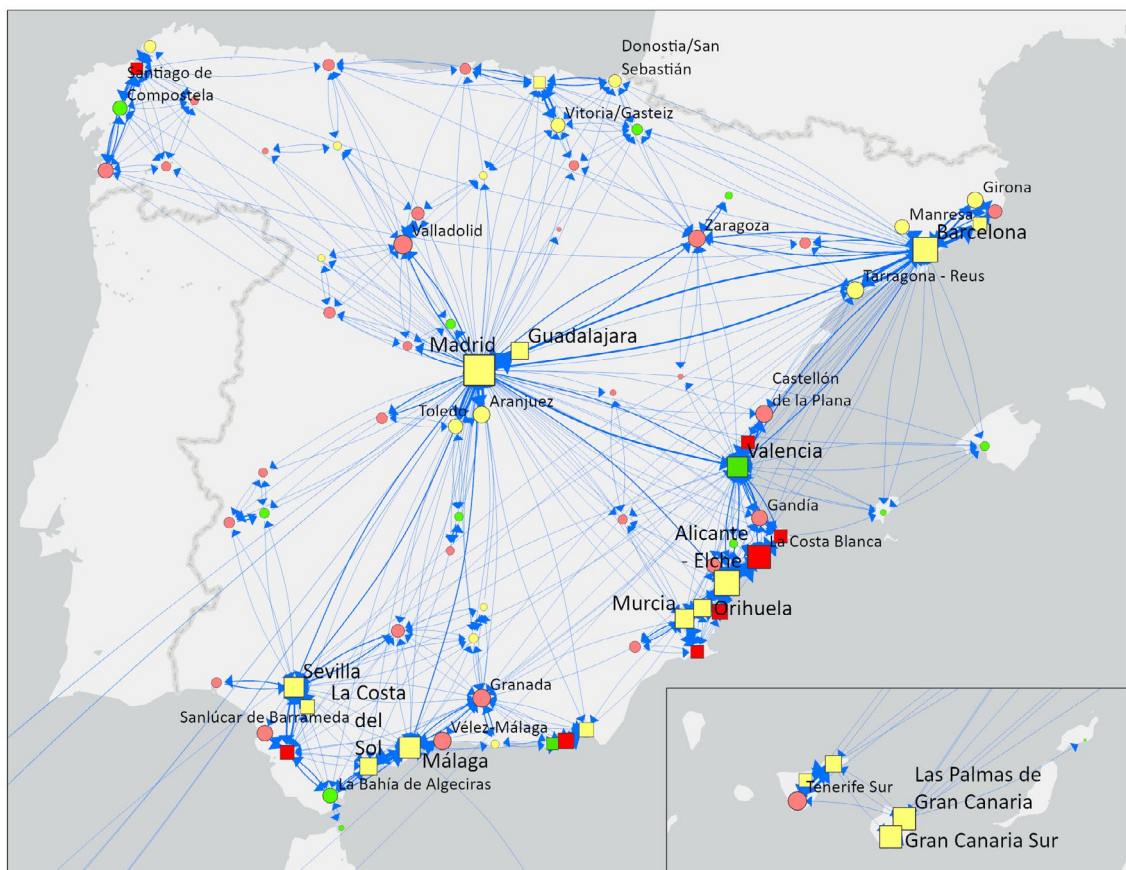 Donostia/San
Sebastián
Santiago de
Compostela
Vitoria/Gasteiz
Girona
Manresa
Barcelona
Valladolid
Zaragoza
Tarragona - Reus
Madrid
Guadalajara
Castellón
de la Plana
Toledo
Aranjuez
Valencia
Gandía
Alicante
- Elche
La Costa Blanca
Murcia
Orihuela
Sevilla
La Costa
del
Sol
Granada
Sanlúcar de Barrameda
Vélez-Málaga
Málaga
La Bahía de Algeciras
Las Palmas de
Gran Canaria
Tenerife Sur
Gran Canaria Sur